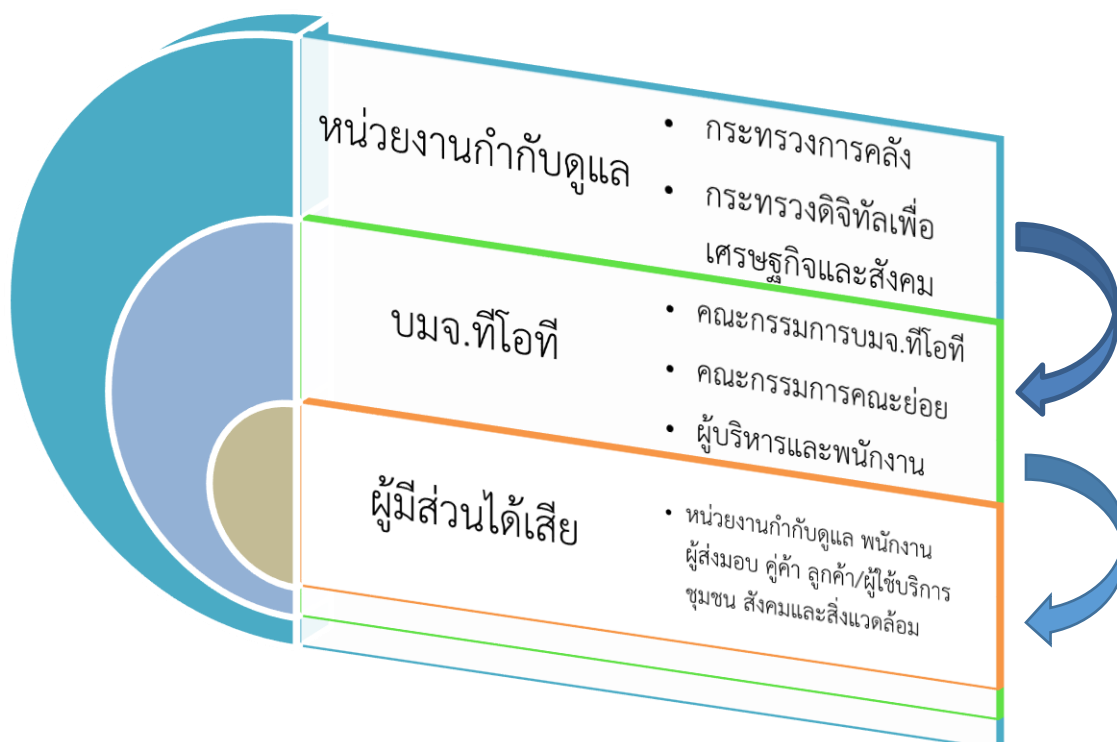 หน่วยงานกำกับดูแล
• กระทรวงการคลัง
• กระทรวงดิจิทัลเพื่อ
เศรษฐกิจและสังคม
บมจ.ทีโอที
• คณะกรรมการบมจ.ทีโอที
• คณะกรรมการคณะย่อย
• ผู้บริหารและพนักงาน
ผู้มีส่วนได้เสีย
• หน่วยงานกำกับดูแล พนักงาน
ผู้ส่งมอบ คู่ค้า ลูกค้า/ผู้ใช้บริการ
ชุมชน สังคมและสิ่งแวดล้อม